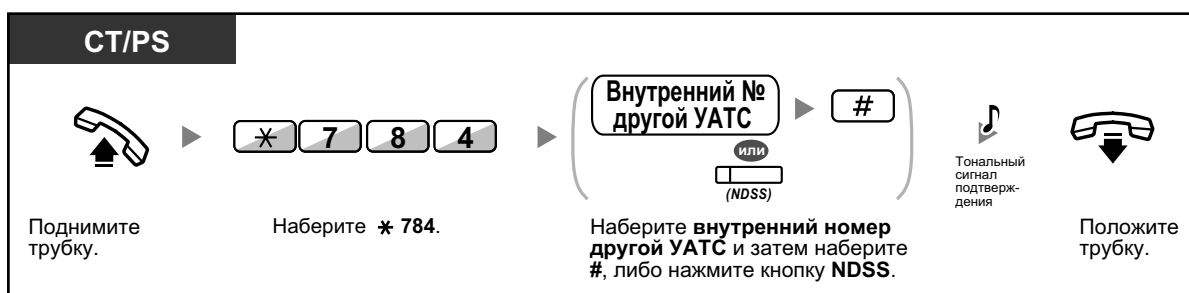 CT/PS
Внутренний №
другой УАТС
#
✳ 7 8 4
или
(NDSS)
Тональный
сигнал
подтверж-
дения
Поднимите
трубку.
Наберите ✳ 784.
Наберите внутренний номер
другой УАТС и затем наберите
#, либо нажмите кнопку NDSS.
Положите
трубку.